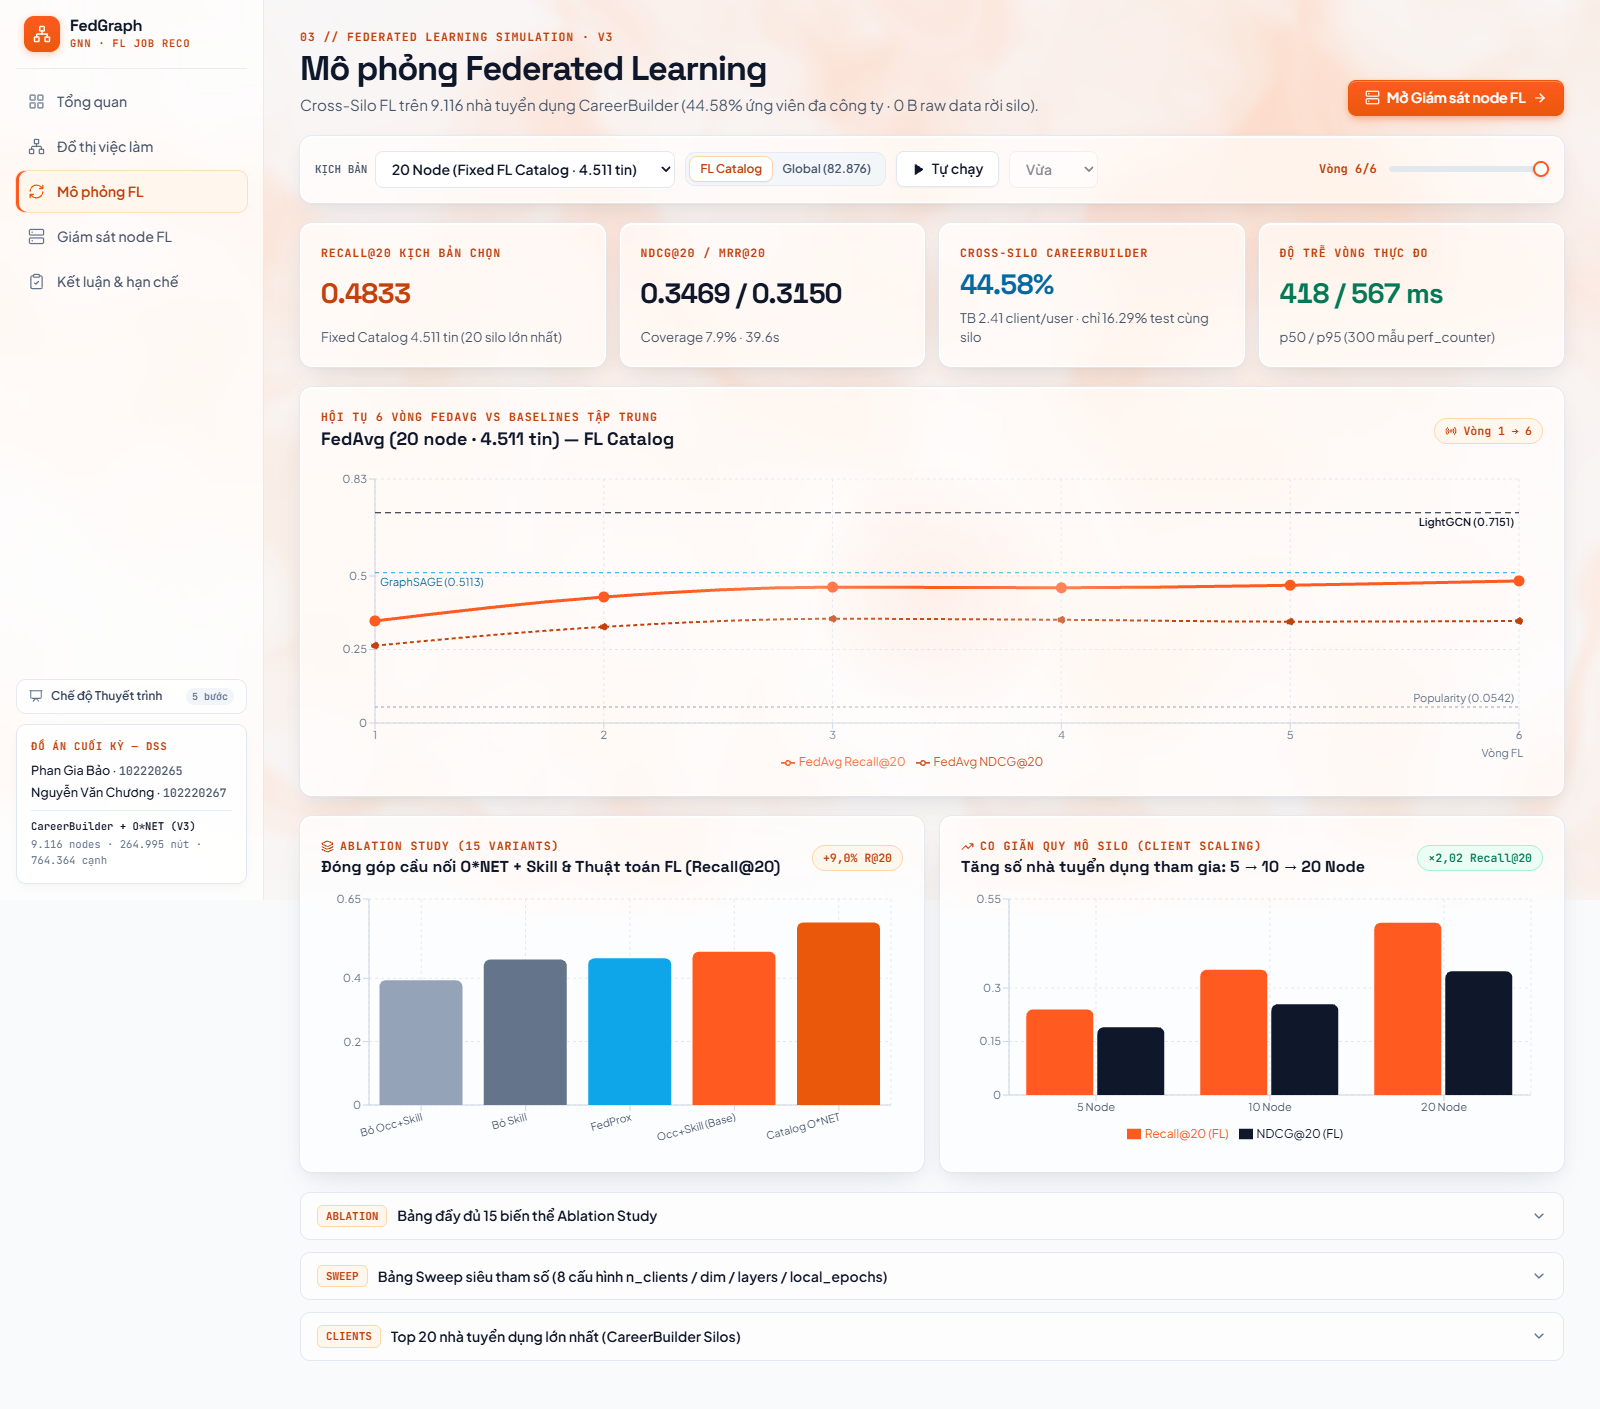 FedGraph
GNN · FL JOB RECO
Tổng quan
Đồ thị việc làm
Mô phỏng FL
Giám sát node FL
Kết luận & hạn chế
Chế độ Thuyết trình
5 bước
ĐỒ ÁN CUỐI KỲ — DSS
Phan Gia Bảo · 102220265
Nguyễn Văn Chương · 102220267
CareerBuilder + O*NET (V3)
9.116 nodes · 264.995 nút ·
764.364 cạnh
03 // FEDERATED LEARNING SIMULATION · V3
Mô phỏng Federated Learning
Cross-Silo FL trên 9.116 nhà tuyển dụng CareerBuilder (44.58% ứng viên đa công ty · 0 B raw data rời silo).
Mở Giám sát node FL →
KỊCH BẢN
20 Node (Fixed FL Catalog · 4.511 tin)
FL Catalog
Global (82.876)
Tự chạy
Vừa
Vòng 6/6
RECALL@20 KỊCH BẢN CHỌN
0.4833
Fixed Catalog 4.511 tin (20 silo lớn nhất)
NDCG@20 / MRR@20
0.3469 / 0.3150
Coverage 7.9% · 39.6s
CROSS-SILO CAREERBUILDER
44.58%
TB 2.41 client/user · chỉ 16.29% test cùng
silo
ĐỘ TRỄ VÒNG THỰC ĐO
418 / 567 ms
p50 / p95 (300 mẫu perf_counter)
HỘI TỤ 6 VÒNG FEDAVG VS BASELINES TẬP TRUNG
FedAvg (20 node · 4.511 tin) — FL Catalog
Vòng 1 → 6
0.83
0.5
0.25
0
LightGCN (0.7151)
GraphSAGE (0.5113)
Popularity (0.0542)
1
2
3
4
5
6
Vòng FL
FedAvg Recall@20
FedAvg NDCG@20
ABLATION STUDY (15 VARIANTS)
Đóng góp cầu nối O*NET + Skill & Thuật toán FL (Recall@20)
+9,0% R@20
0.65
0.4
0.2
0
Bỏ Occ+Skill
Bỏ Skill
FedProx
Occ+Skill (Base)
Catalog O*NET
CO GIÃN QUY MÔ SILO (CLIENT SCALING)
Tăng số nhà tuyển dụng tham gia: 5 → 10 → 20 Node
×2,02 Recall@20
0.55
0.3
0.15
0
5 Node
10 Node
20 Node
Recall@20 (FL)
NDCG@20 (FL)
ABLATION
Bảng đầy đủ 15 biến thể Ablation Study
SWEEP
Bảng Sweep siêu tham số (8 cấu hình n_clients / dim / layers / local_epochs)
CLIENTS
Top 20 nhà tuyển dụng lớn nhất (CareerBuilder Silos)